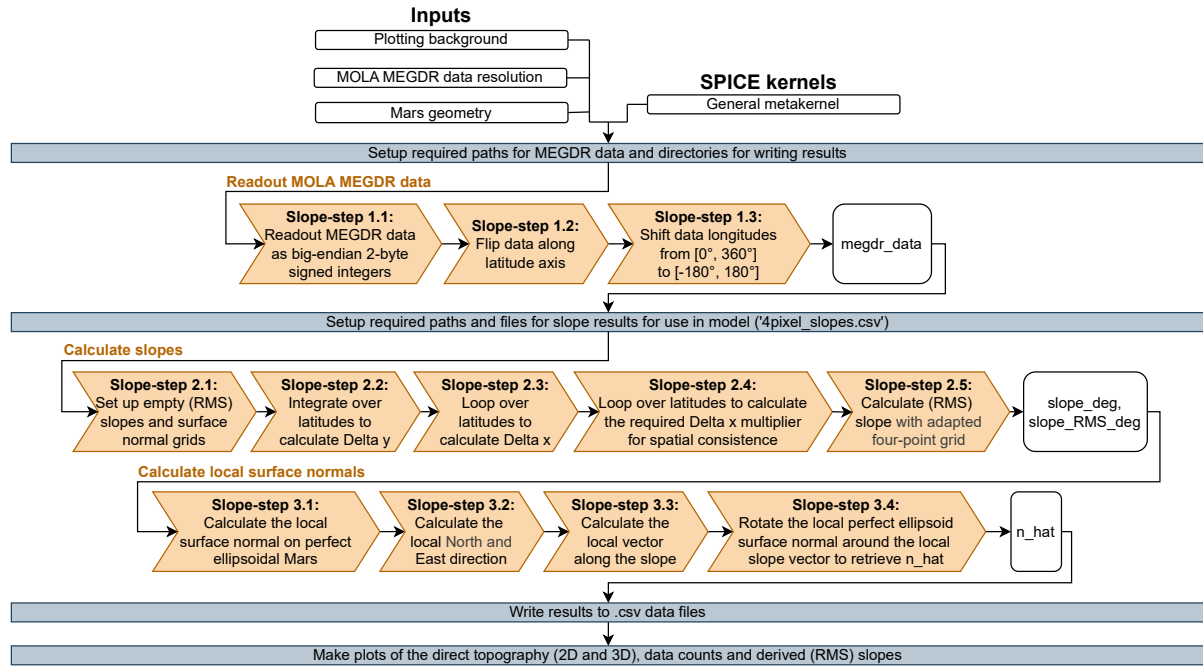 Inputs
Plotting background
MOLA MEGDR data resolution
Mars geometry
SPICE kernels
General metakernel
Setup required paths for MEGDR data and directories for writing results
Readout MOLA MEGDR data
Slope-step 1.1:
Readout MEGDR data
as big-endian 2-byte
signed integers
Slope-step 1.2:
Flip data along
latitude axis
Slope-step 1.3:
Shift data longitudes
from [0°, 360°]
to [-180°, 180°]
megdr_data
Setup required paths and files for slope results for use in model ('4pixel_slopes.csv')
Calculate slopes
Slope-step 2.1:
Set up empty (RMS)
slopes and surface
normal grids
Slope-step 2.2:
Integrate over
latitudes to
calculate Delta y
Slope-step 2.3:
Loop over
latitudes to
calculate Delta x
Slope-step 2.4:
Loop over latitudes to calculate
the required Delta x multiplier
for spatial consistence
Slope-step 2.5:
Calculate (RMS)
slope with adapted
four-point grid
slope_deg,
slope_RMS_deg
Calculate local surface normals
Slope-step 3.1:
Calculate the local
surface normal on perfect
ellipsoidal Mars
Slope-step 3.2:
Calculate the
local North and
East direction
Slope-step 3.3:
Calculate the
local vector
along the slope
Slope-step 3.4:
Rotate the local perfect ellipsoid
surface normal around the local
slope vector to retrieve n_hat
n_hat
Write results to .csv data files
Make plots of the direct topography (2D and 3D), data counts and derived (RMS) slopes